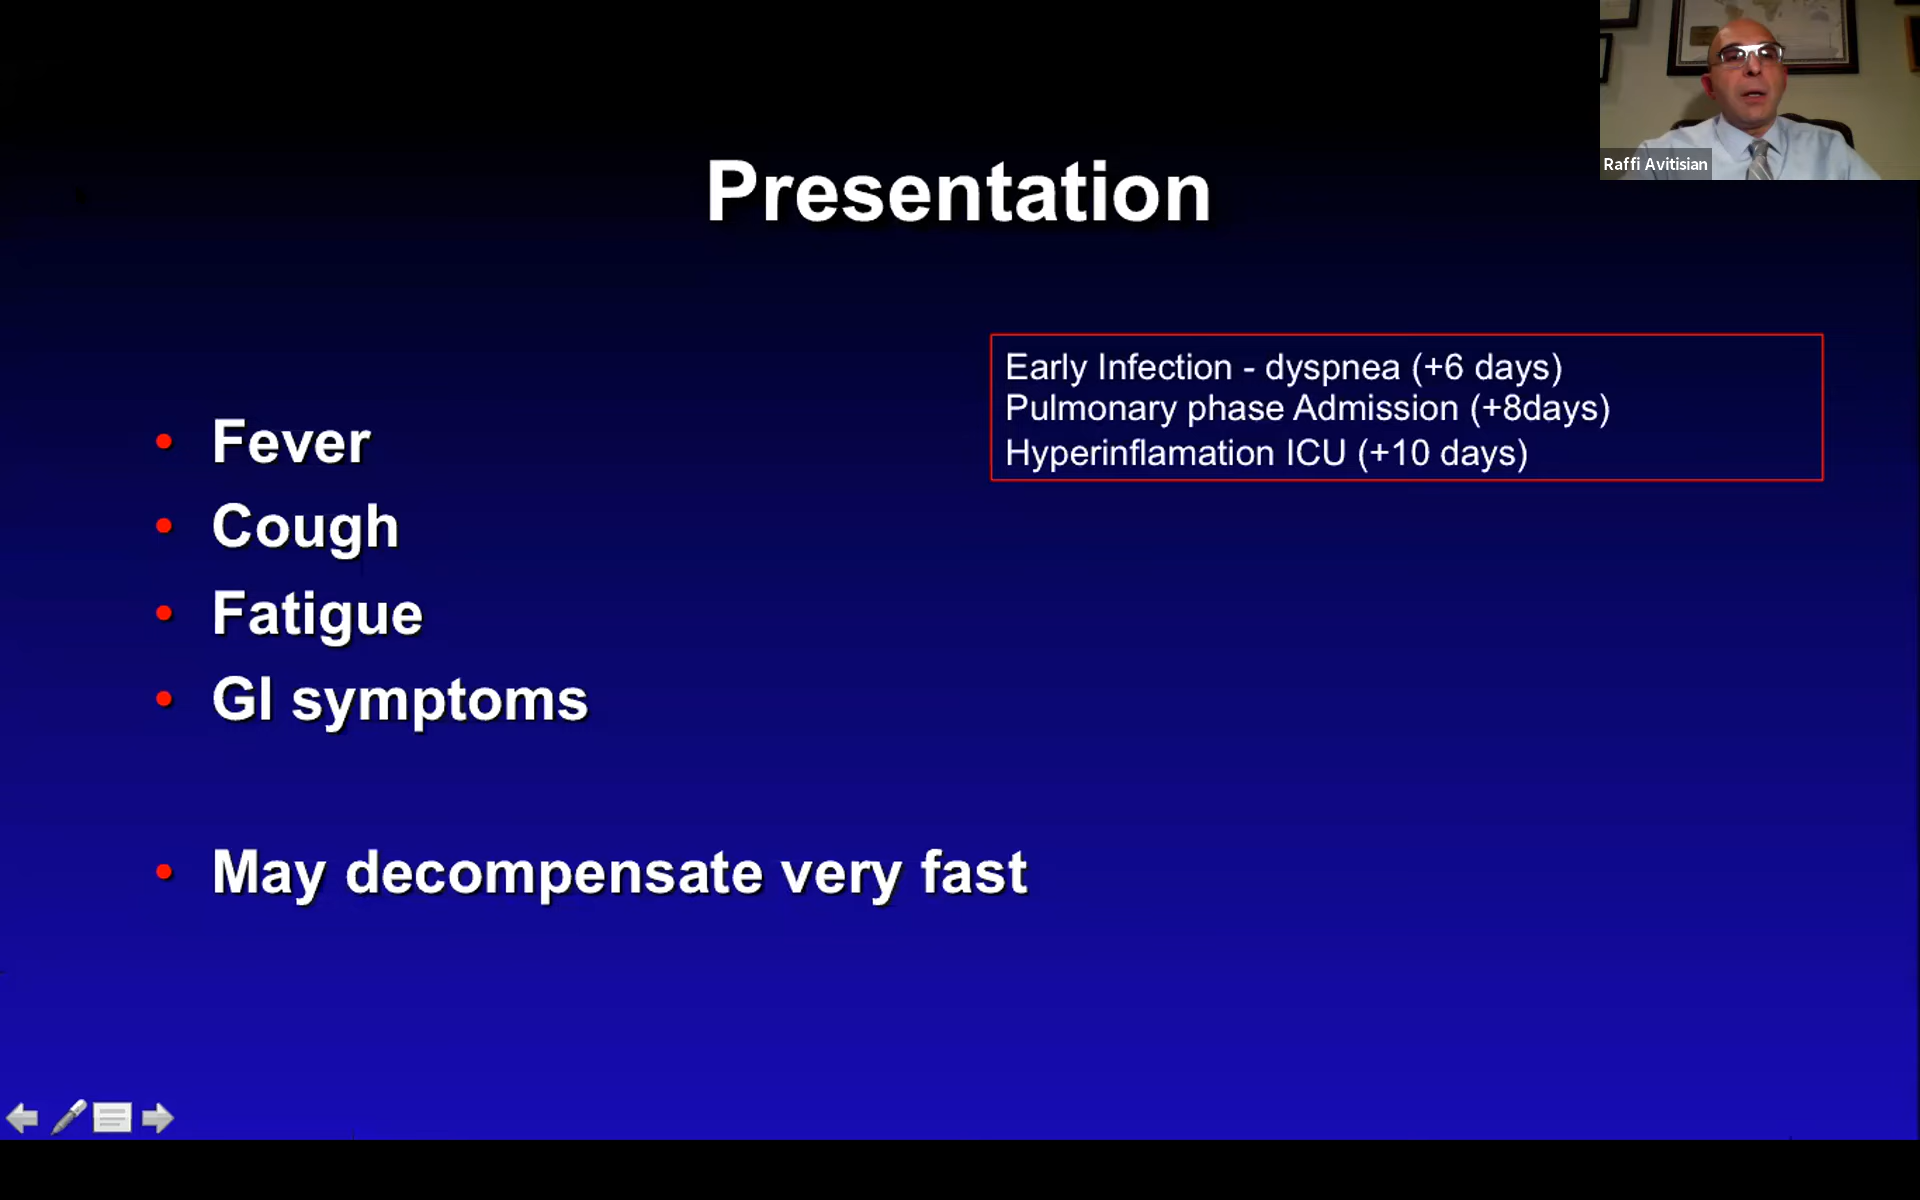 Raffi Avitisian
Presentation
Early Infection - dyspnea (+6 days)
Pulmonary phase Admission (+8days)
Hyperinflamation ICU (+10 days)
• Fever
• Cough
• Fatigue
• GI symptoms
• May decompensate very fast